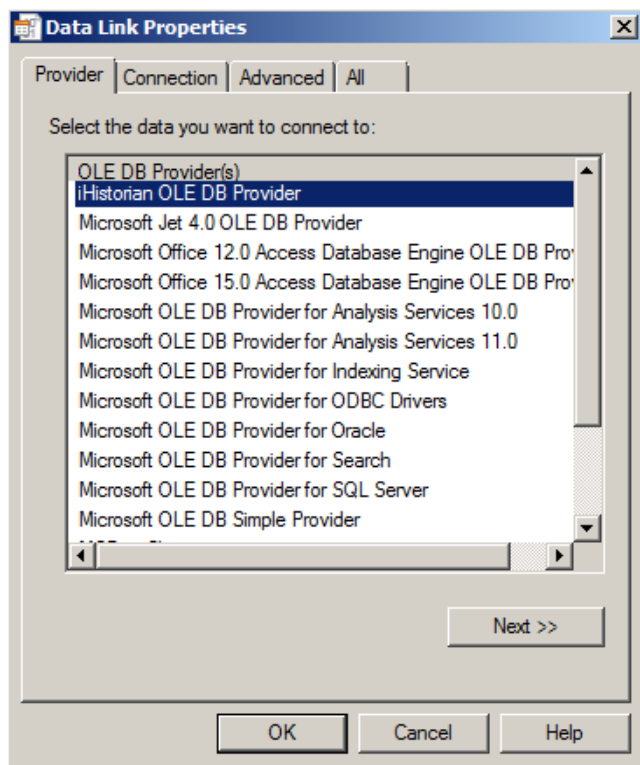 Data Link Properties
Provider Connection Advanced All
Select the data you want to connect to:
OLE DB Provider(s)
iHistorian OLE DB Provider
Microsoft Jet 4.0 OLE DB Provider
Microsoft Office 12.0 Access Database Engine OLE DB Pro
Microsoft Office 15.0 Access Database Engine OLE DB Pro
Microsoft OLE DB Provider for Analysis Services 10.0
Microsoft OLE DB Provider for Analysis Services 11.0
Microsoft OLE DB Provider for Indexing Service
Microsoft OLE DB Provider for ODBC Drivers
Microsoft OLE DB Provider for Oracle
Microsoft OLE DB Provider for Search
Microsoft OLE DB Provider for SQL Server
Microsoft OLE DB Simple Provider
Next >>
OK Cancel Help